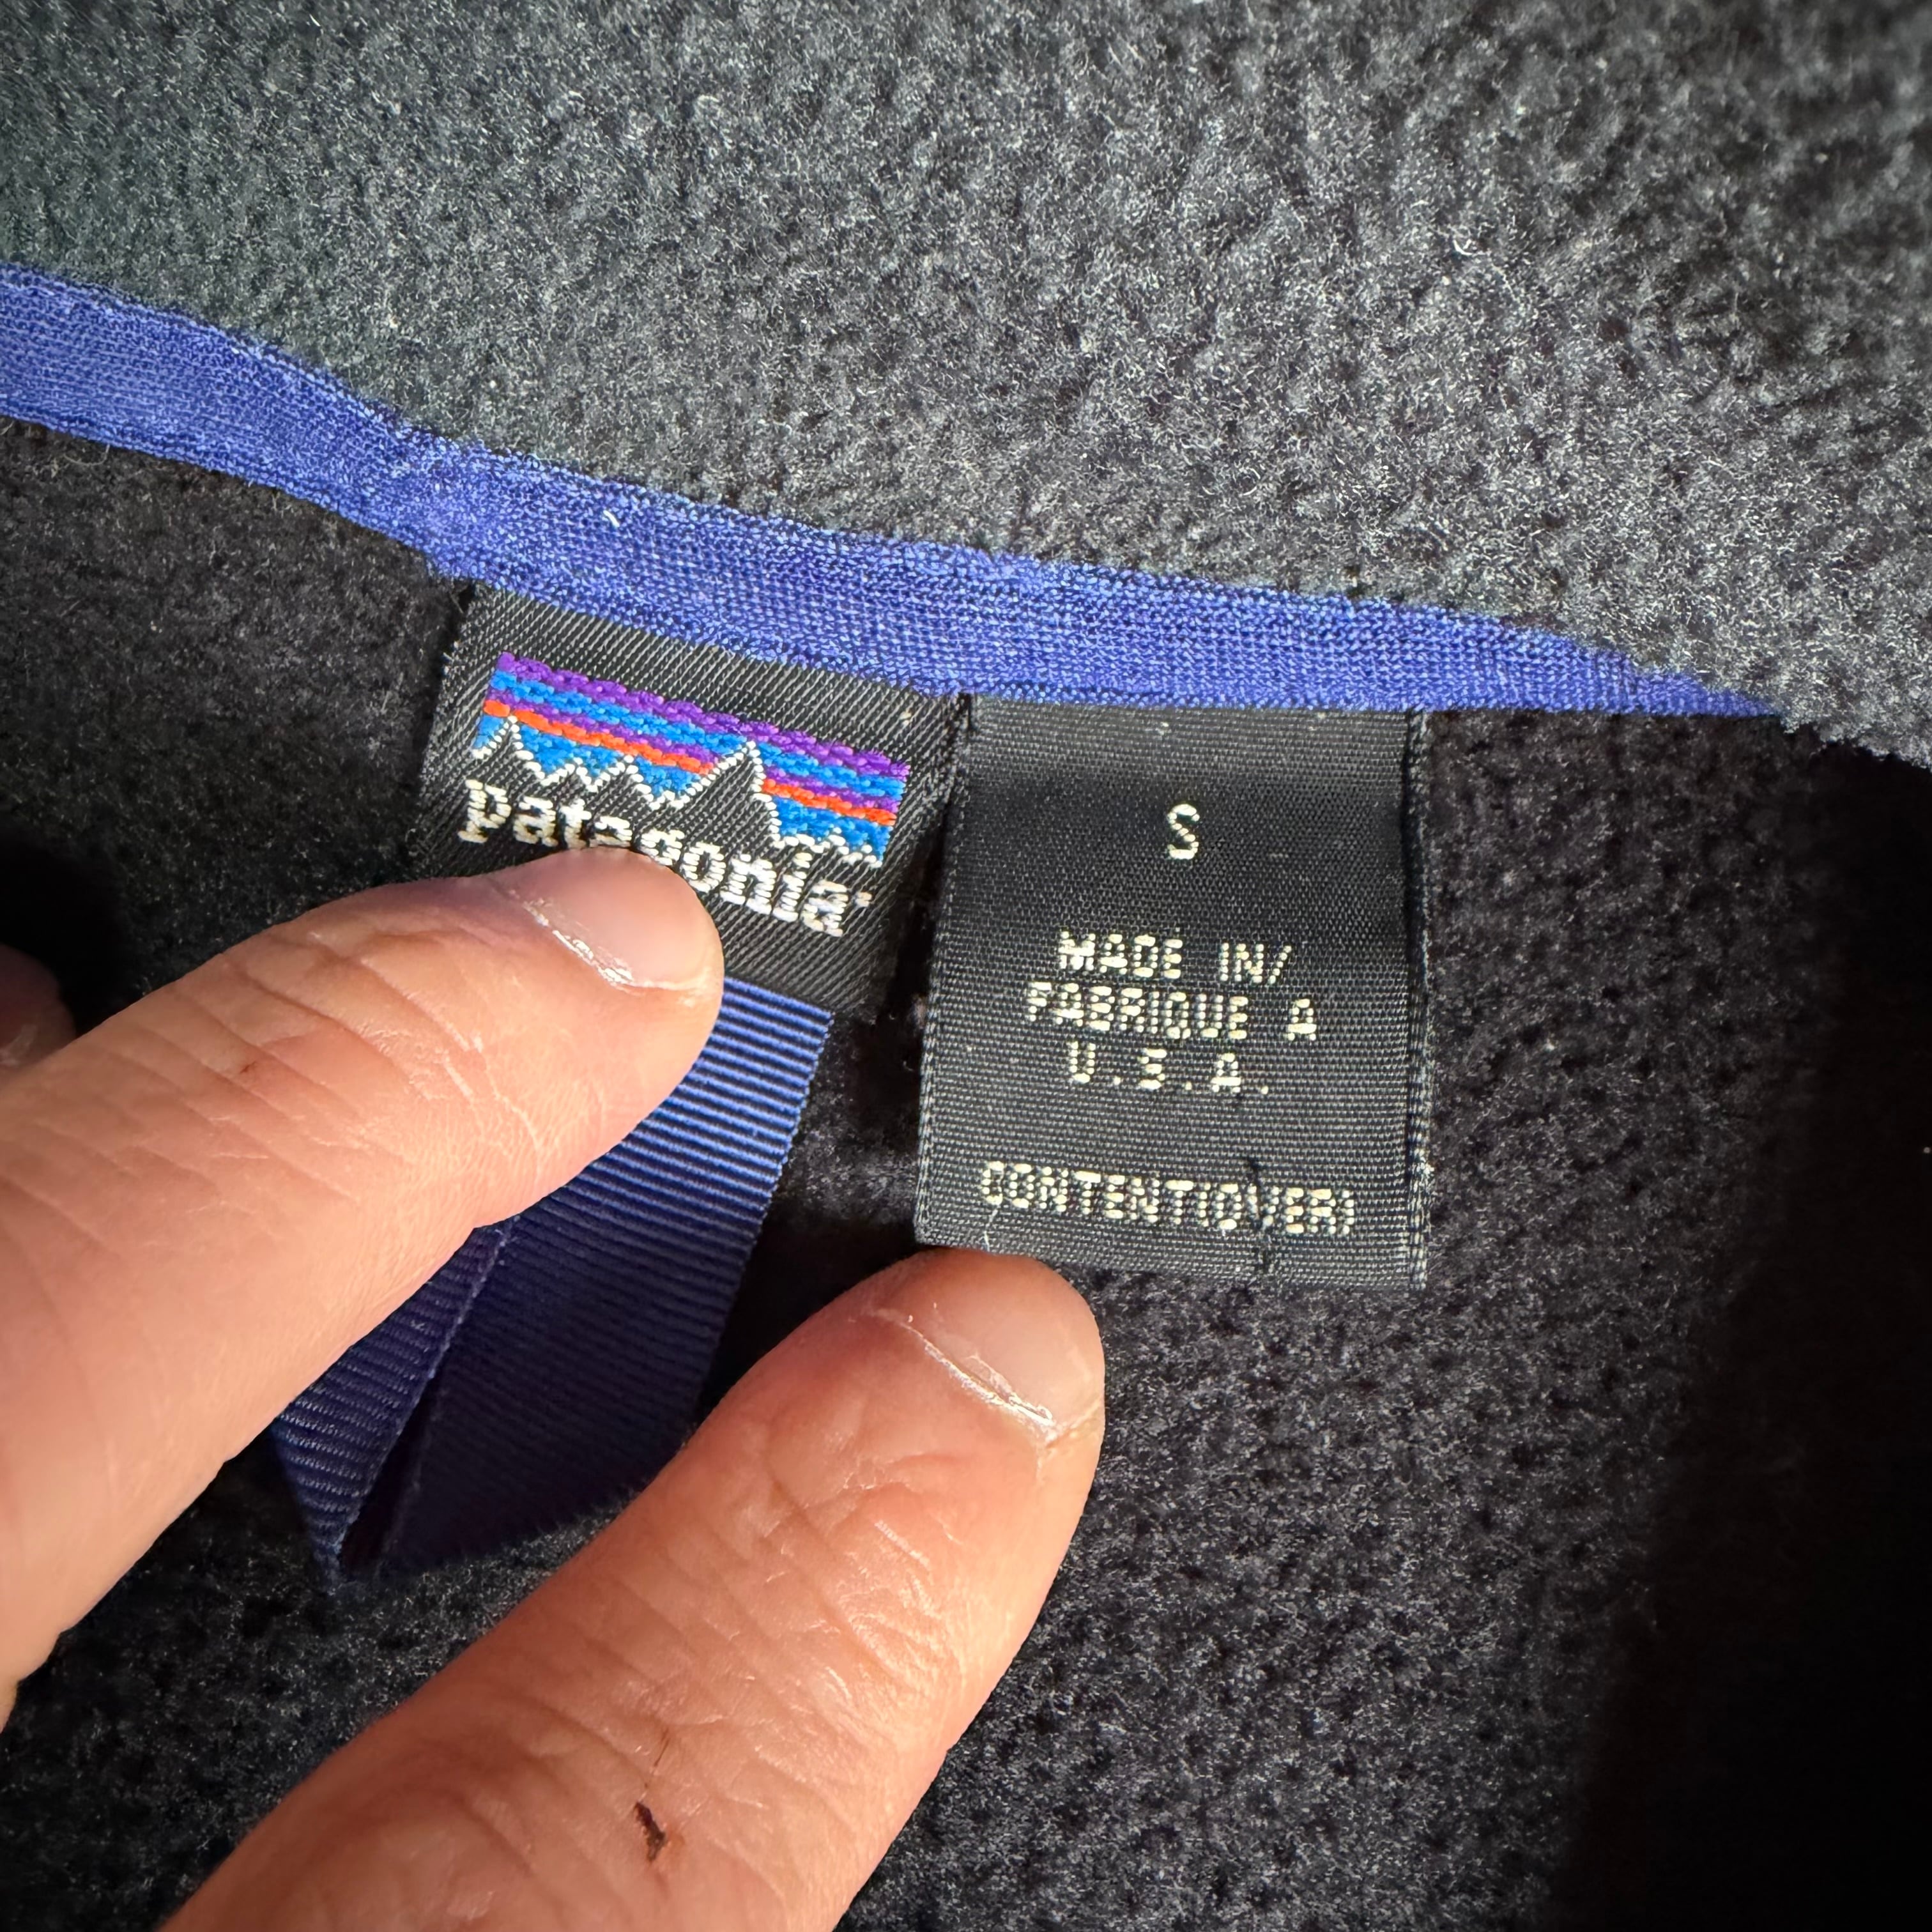 patagonia
S
MADE IN/
FABRIQUE A
U.S.A.
CONTENT(OVER)